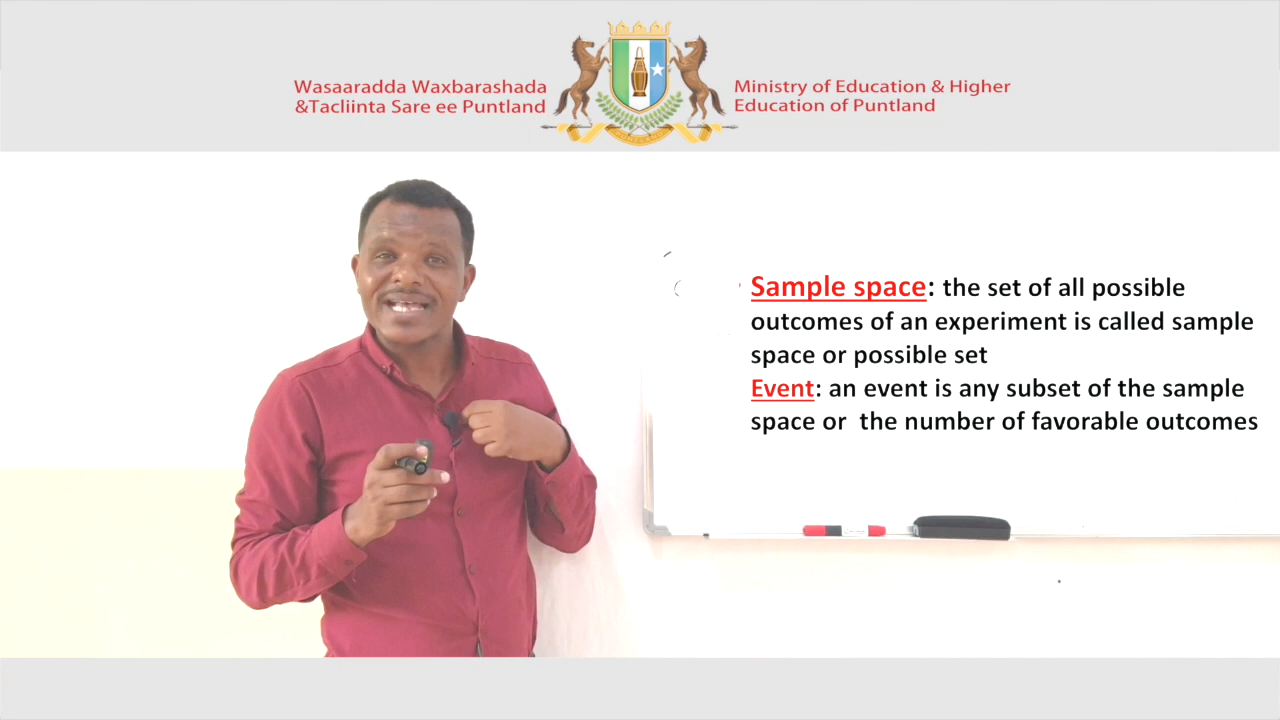 Wasaaradda Waxbarashada
&Tacliinta Sare ee Puntland
Ministry of Education & Higher
Education of Puntland
Sample space: the set of all possible
outcomes of an experiment is called sample
space or possible set
Event: an event is any subset of the sample
space or  the number of favorable outcomes